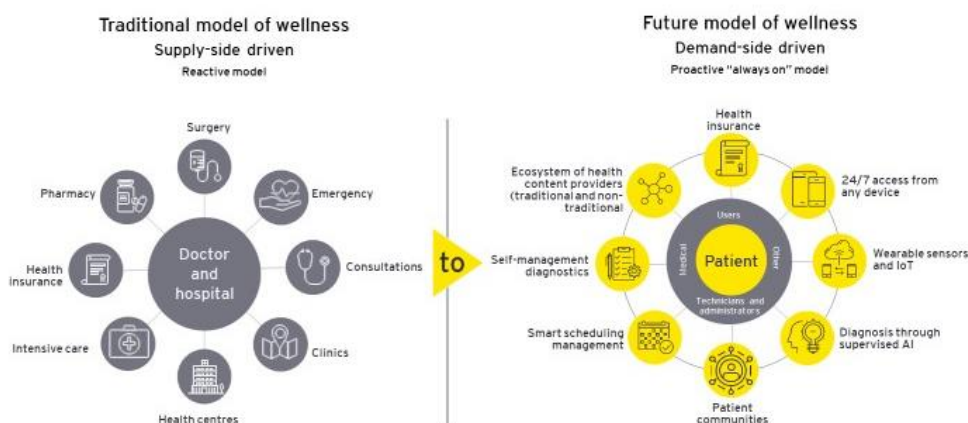 Traditional model of wellness
Supply-side driven
Reactive model
Surgery
Pharmacy
Emergency
Health
insurance
Doctor
and
hospital
Consultations
Intensive care
Clinics
Health centres
to
Future model of wellness
Demand-side driven
Proactive "always on" model
Health
insurance
Ecosystem of health
content providers
(traditional and non-
traditional
24/7 access from
any device
Users
Self-management
diagnostics
Medical
Patient
Other
Wearable sensors
and IoT
Technicians and
administrators
Smart scheduling
management
Diagnosis through
supervised AI
Patient
communities